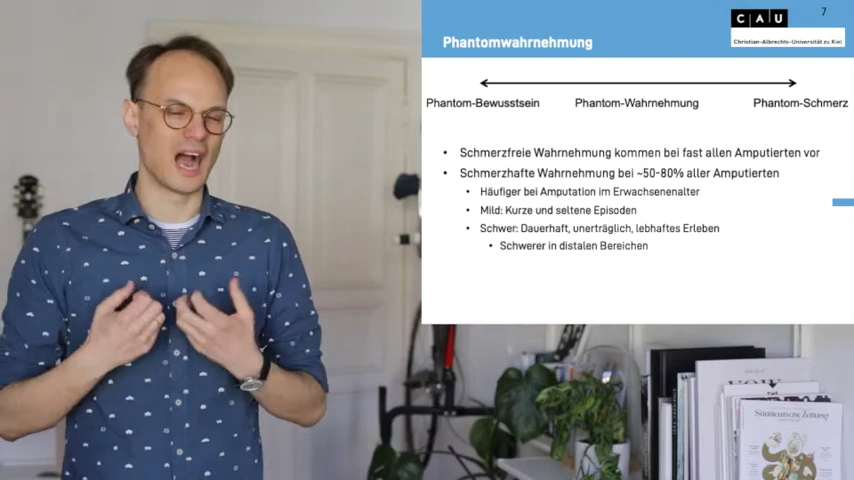 7
CAU
Christian-Albrechts-Universität zu Kiel
Phantomwahrnehmung
Phantom-Bewusstsein Phantom-Wahrnehmung Phantom-Schmerz
• Schmerzfreie Wahrnehmung kommen bei fast allen Amputierten vor
• Schmerzhafte Wahrnehmung bei ~50-80% aller Amputierten
• Häufiger bei Amputation im Erwachsenenalter
• Mild: Kurze und seltene Episoden
• Schwer: Dauerhaft, unerträglich, lebhaftes Erleben
• Schwerer in distalen Bereichen
Süddeutsche Zeitung